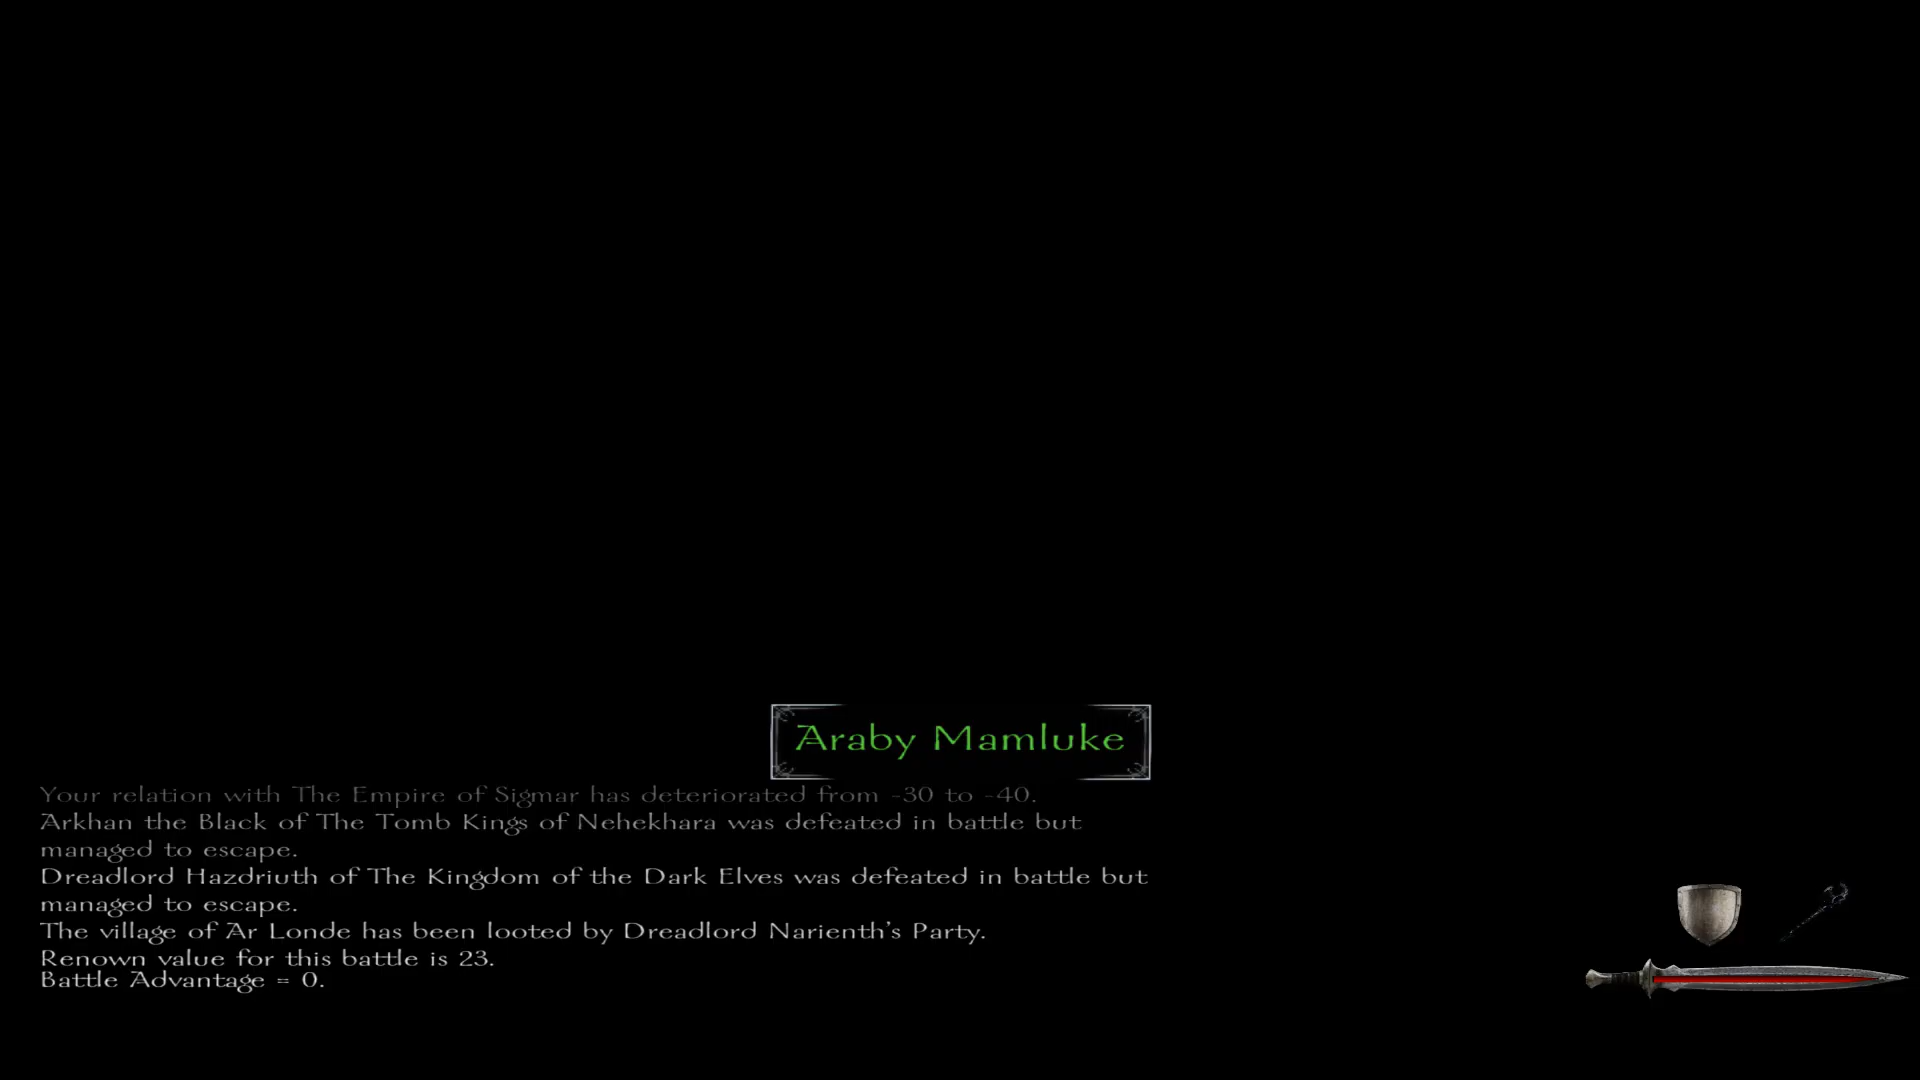 Araby Mamluke
Your relation with The Empire of Sigmar has deteriorated from -30 to -40.
Arkhan the Black of The Tomb Kings of Nehekhara was defeated in battle but
managed to escape.
Dreadlord Hazdriuth of The Kingdom of the Dark Elves was defeated in battle but
managed to escape.
The village of Ar Londe has been looted by Dreadlord Narienth's Party.
Renown value for this battle is 23.
Battle Advantage = 0.